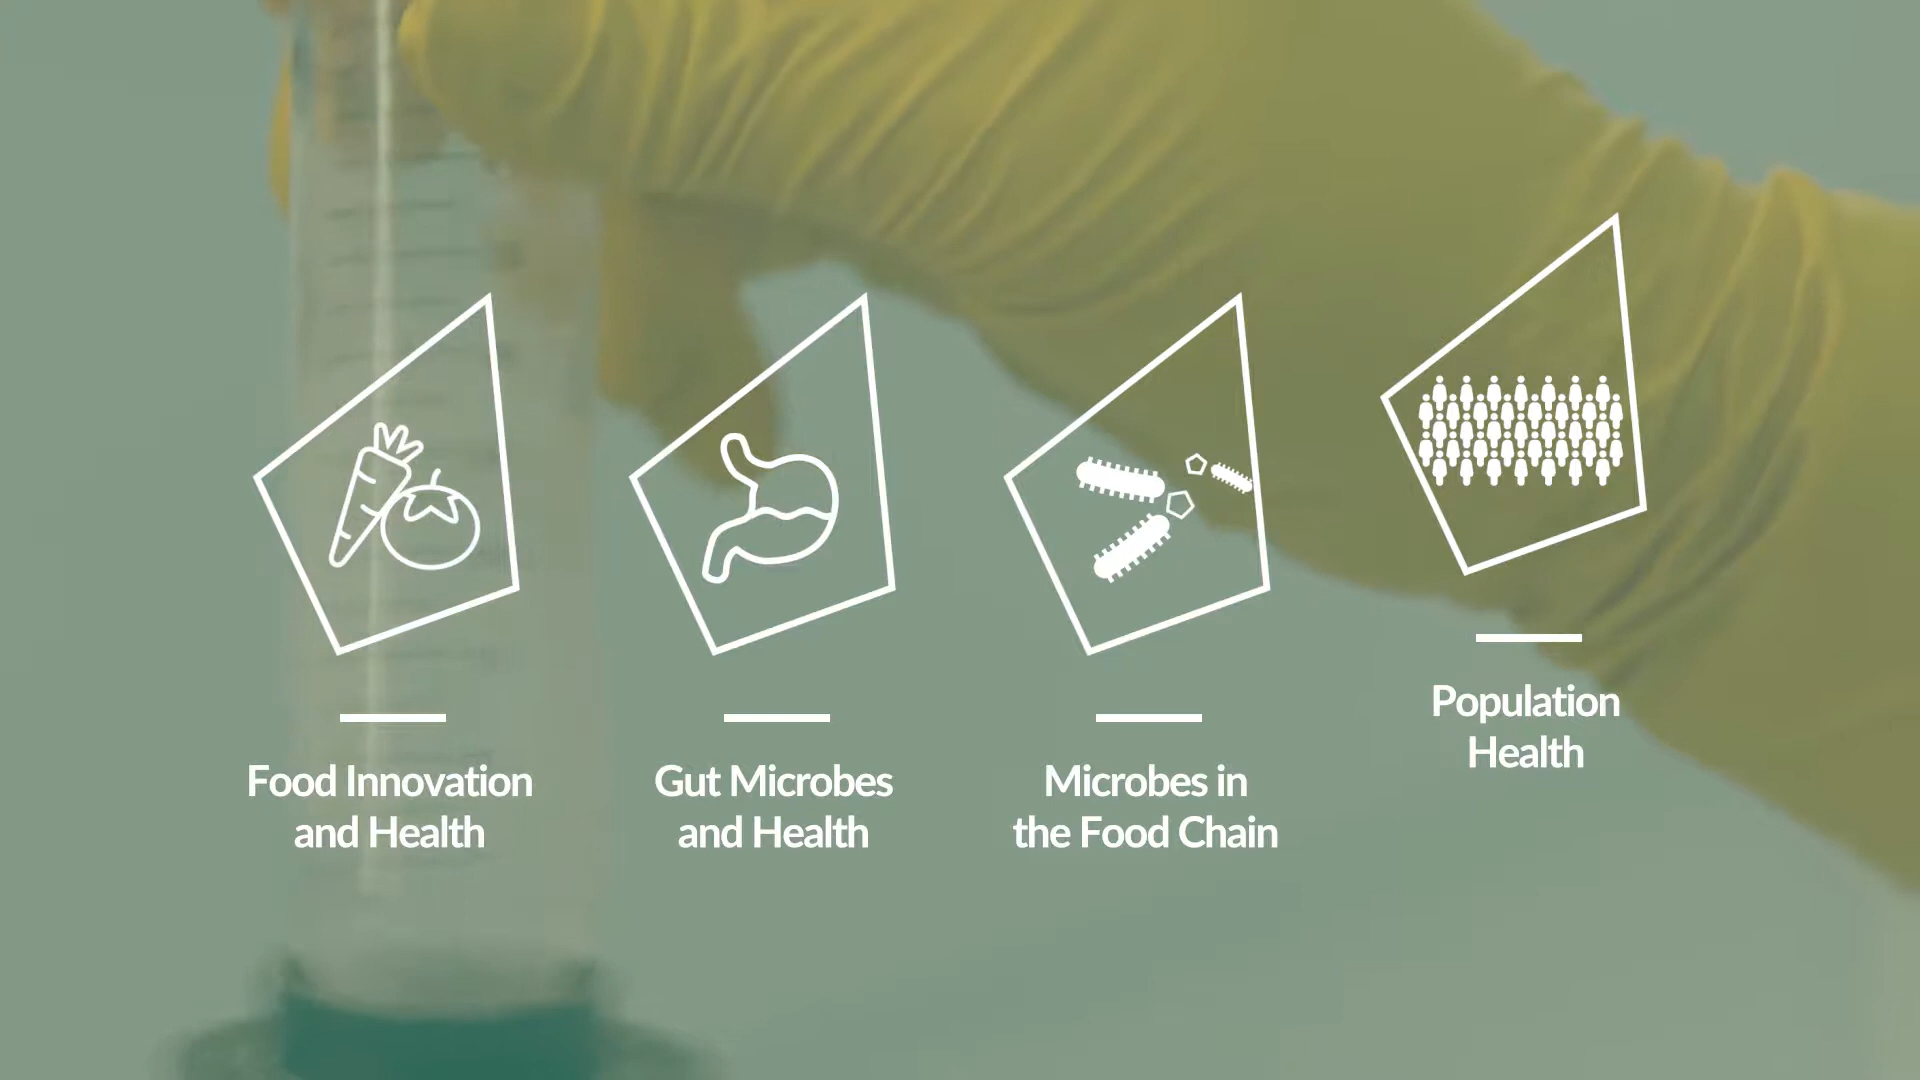 Food Innovation
and Health
Gut Microbes
and Health
Microbes in
the Food Chain
Population
Health